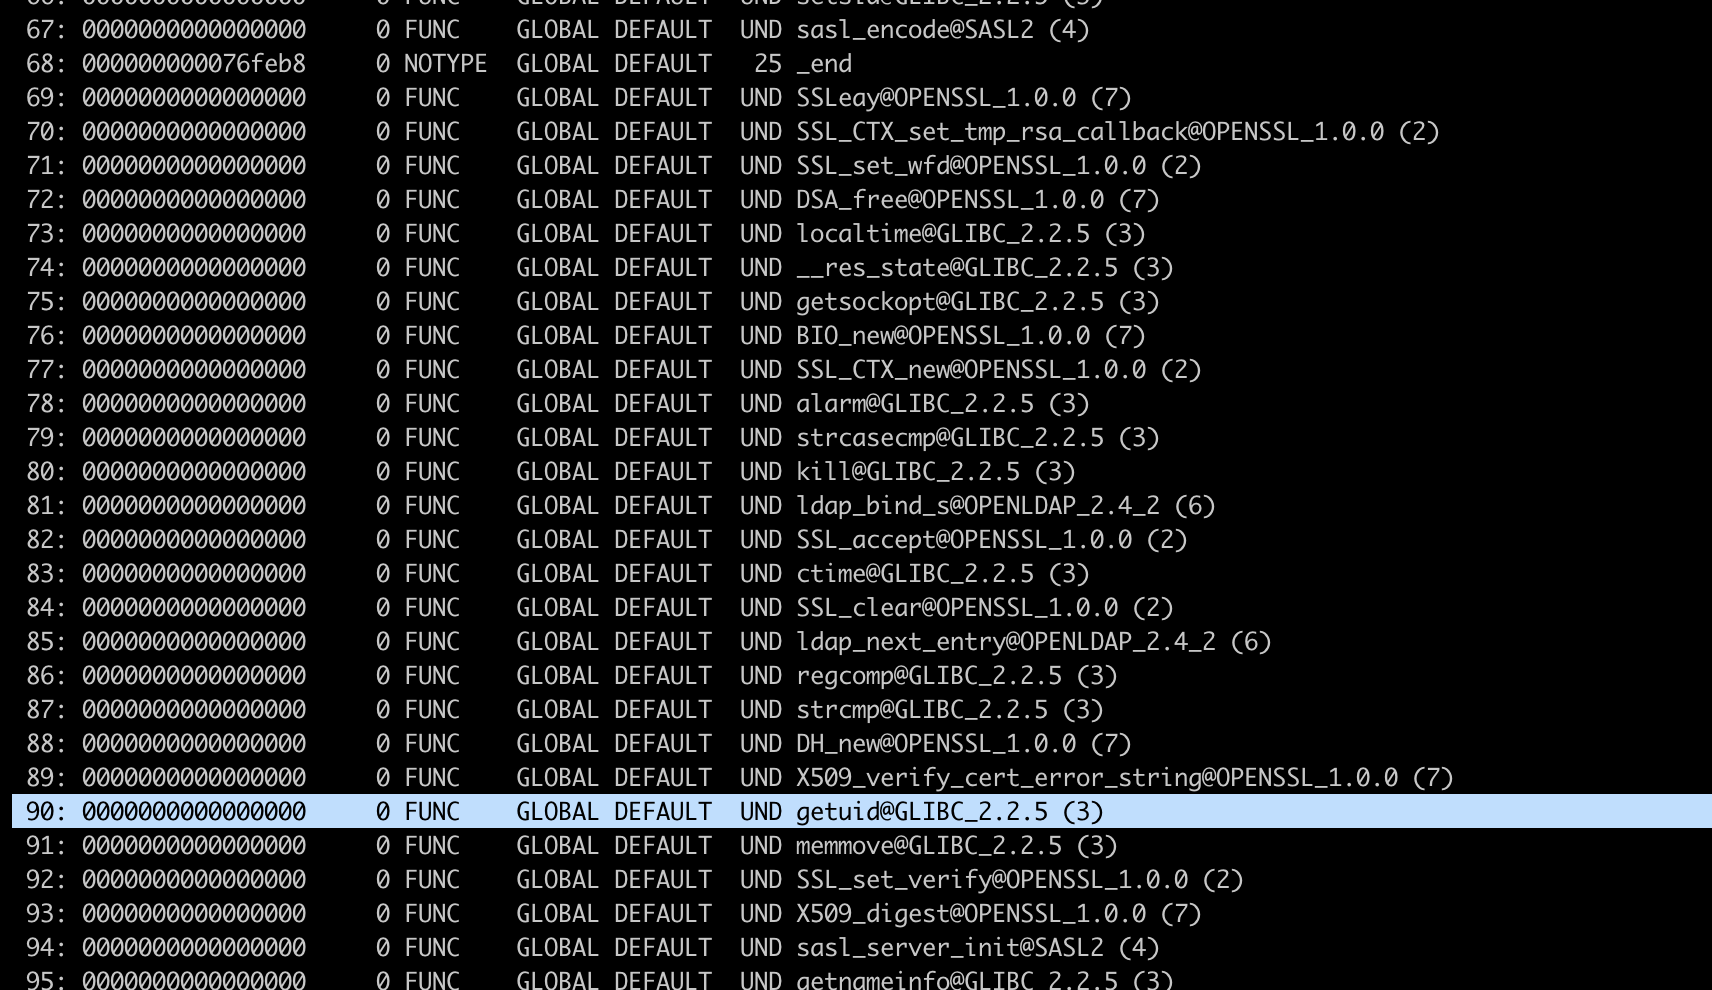 66: 0000000000000000     0 FUNC    GLOBAL DEFAULT  UND setsid@GLIBC_2.2.5 (3)
67: 0000000000000000     0 FUNC    GLOBAL DEFAULT  UND sasl_encode@SASL2 (4)
68: 000000000076feb8     0 NOTYPE  GLOBAL DEFAULT   25 _end
69: 0000000000000000     0 FUNC    GLOBAL DEFAULT  UND SSLeay@OPENSSL_1.0.0 (7)
70: 0000000000000000     0 FUNC    GLOBAL DEFAULT  UND SSL_CTX_set_tmp_rsa_callback@OPENSSL_1.0.0 (2)
71: 0000000000000000     0 FUNC    GLOBAL DEFAULT  UND SSL_set_wfd@OPENSSL_1.0.0 (2)
72: 0000000000000000     0 FUNC    GLOBAL DEFAULT  UND DSA_free@OPENSSL_1.0.0 (7)
73: 0000000000000000     0 FUNC    GLOBAL DEFAULT  UND localtime@GLIBC_2.2.5 (3)
74: 0000000000000000     0 FUNC    GLOBAL DEFAULT  UND __res_state@GLIBC_2.2.5 (3)
75: 0000000000000000     0 FUNC    GLOBAL DEFAULT  UND getsockopt@GLIBC_2.2.5 (3)
76: 0000000000000000     0 FUNC    GLOBAL DEFAULT  UND BIO_new@OPENSSL_1.0.0 (7)
77: 0000000000000000     0 FUNC    GLOBAL DEFAULT  UND SSL_CTX_new@OPENSSL_1.0.0 (2)
78: 0000000000000000     0 FUNC    GLOBAL DEFAULT  UND alarm@GLIBC_2.2.5 (3)
79: 0000000000000000     0 FUNC    GLOBAL DEFAULT  UND strcasecmp@GLIBC_2.2.5 (3)
80: 0000000000000000     0 FUNC    GLOBAL DEFAULT  UND kill@GLIBC_2.2.5 (3)
81: 0000000000000000     0 FUNC    GLOBAL DEFAULT  UND ldap_bind_s@OPENLDAP_2.4_2 (6)
82: 0000000000000000     0 FUNC    GLOBAL DEFAULT  UND SSL_accept@OPENSSL_1.0.0 (2)
83: 0000000000000000     0 FUNC    GLOBAL DEFAULT  UND ctime@GLIBC_2.2.5 (3)
84: 0000000000000000     0 FUNC    GLOBAL DEFAULT  UND SSL_clear@OPENSSL_1.0.0 (2)
85: 0000000000000000     0 FUNC    GLOBAL DEFAULT  UND ldap_next_entry@OPENLDAP_2.4_2 (6)
86: 0000000000000000     0 FUNC    GLOBAL DEFAULT  UND regcomp@GLIBC_2.2.5 (3)
87: 0000000000000000     0 FUNC    GLOBAL DEFAULT  UND strcmp@GLIBC_2.2.5 (3)
88: 0000000000000000     0 FUNC    GLOBAL DEFAULT  UND DH_new@OPENSSL_1.0.0 (7)
89: 0000000000000000     0 FUNC    GLOBAL DEFAULT  UND X509_verify_cert_error_string@OPENSSL_1.0.0 (7)
90: 0000000000000000     0 FUNC    GLOBAL DEFAULT  UND getuid@GLIBC_2.2.5 (3)
91: 0000000000000000     0 FUNC    GLOBAL DEFAULT  UND memmove@GLIBC_2.2.5 (3)
92: 0000000000000000     0 FUNC    GLOBAL DEFAULT  UND SSL_set_verify@OPENSSL_1.0.0 (2)
93: 0000000000000000     0 FUNC    GLOBAL DEFAULT  UND X509_digest@OPENSSL_1.0.0 (7)
94: 0000000000000000     0 FUNC    GLOBAL DEFAULT  UND sasl_server_init@SASL2 (4)
95: 0000000000000000     0 FUNC    GLOBAL DEFAULT  UND getnameinfo@GLIBC_2.2.5 (3)